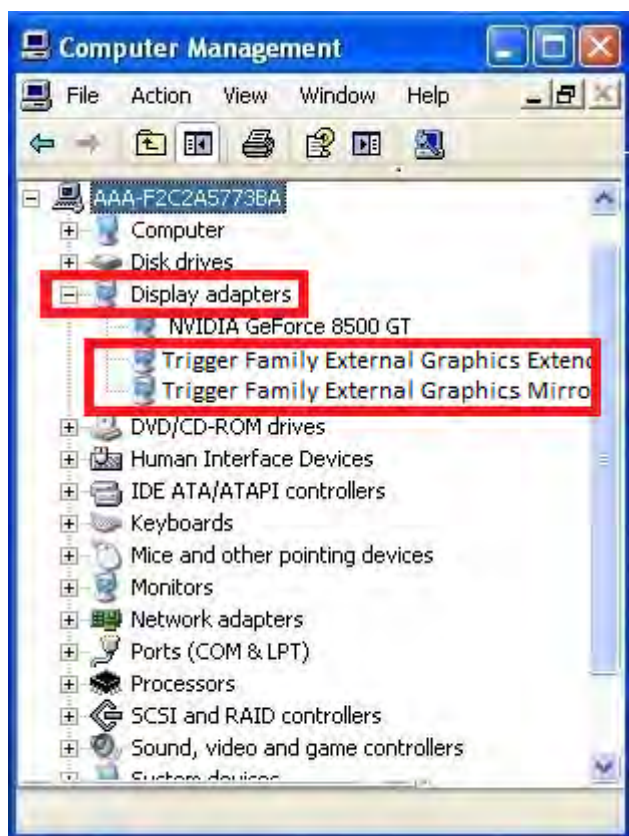 Computer Management
File Action View Window Help
AAA-F2C2A5773BA
Computer
Disk drives
Display adapters
NVIDIA GeForce 8500 GT
Trigger Family External Graphics Extend
Trigger Family External Graphics Mirro
DVD/CD-ROM drives
Human Interface Devices
IDE ATA/ATAPI controllers
Keyboards
Mice and other pointing devices
Monitors
Network adapters
Ports (COM & LPT)
Processors
SCSI and RAID controllers
Sound, video and game controllers
System devices